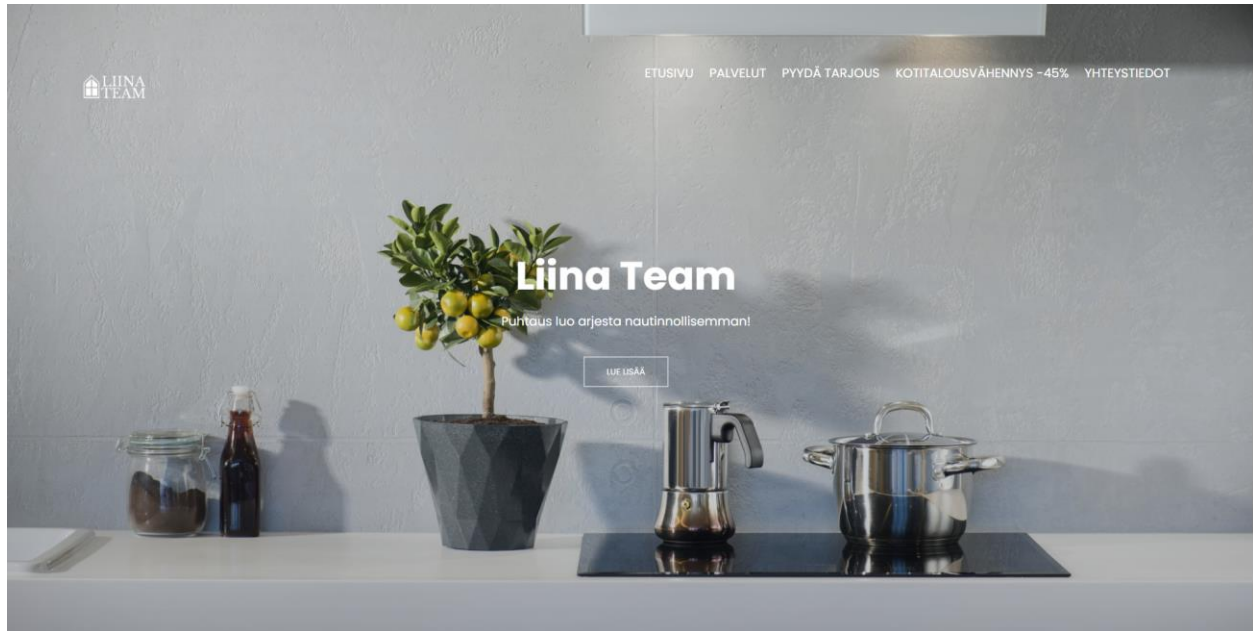 LIINA
TEAM
ETUSIVU PALVELUT PYYDÄ TARJOUS KOTITALOUSVÄHENNYS -45% YHTEYSTIEDOT
Liina Team
Puhtaus luo arjesta nautinnollisemman!
LUE LISÄÄ